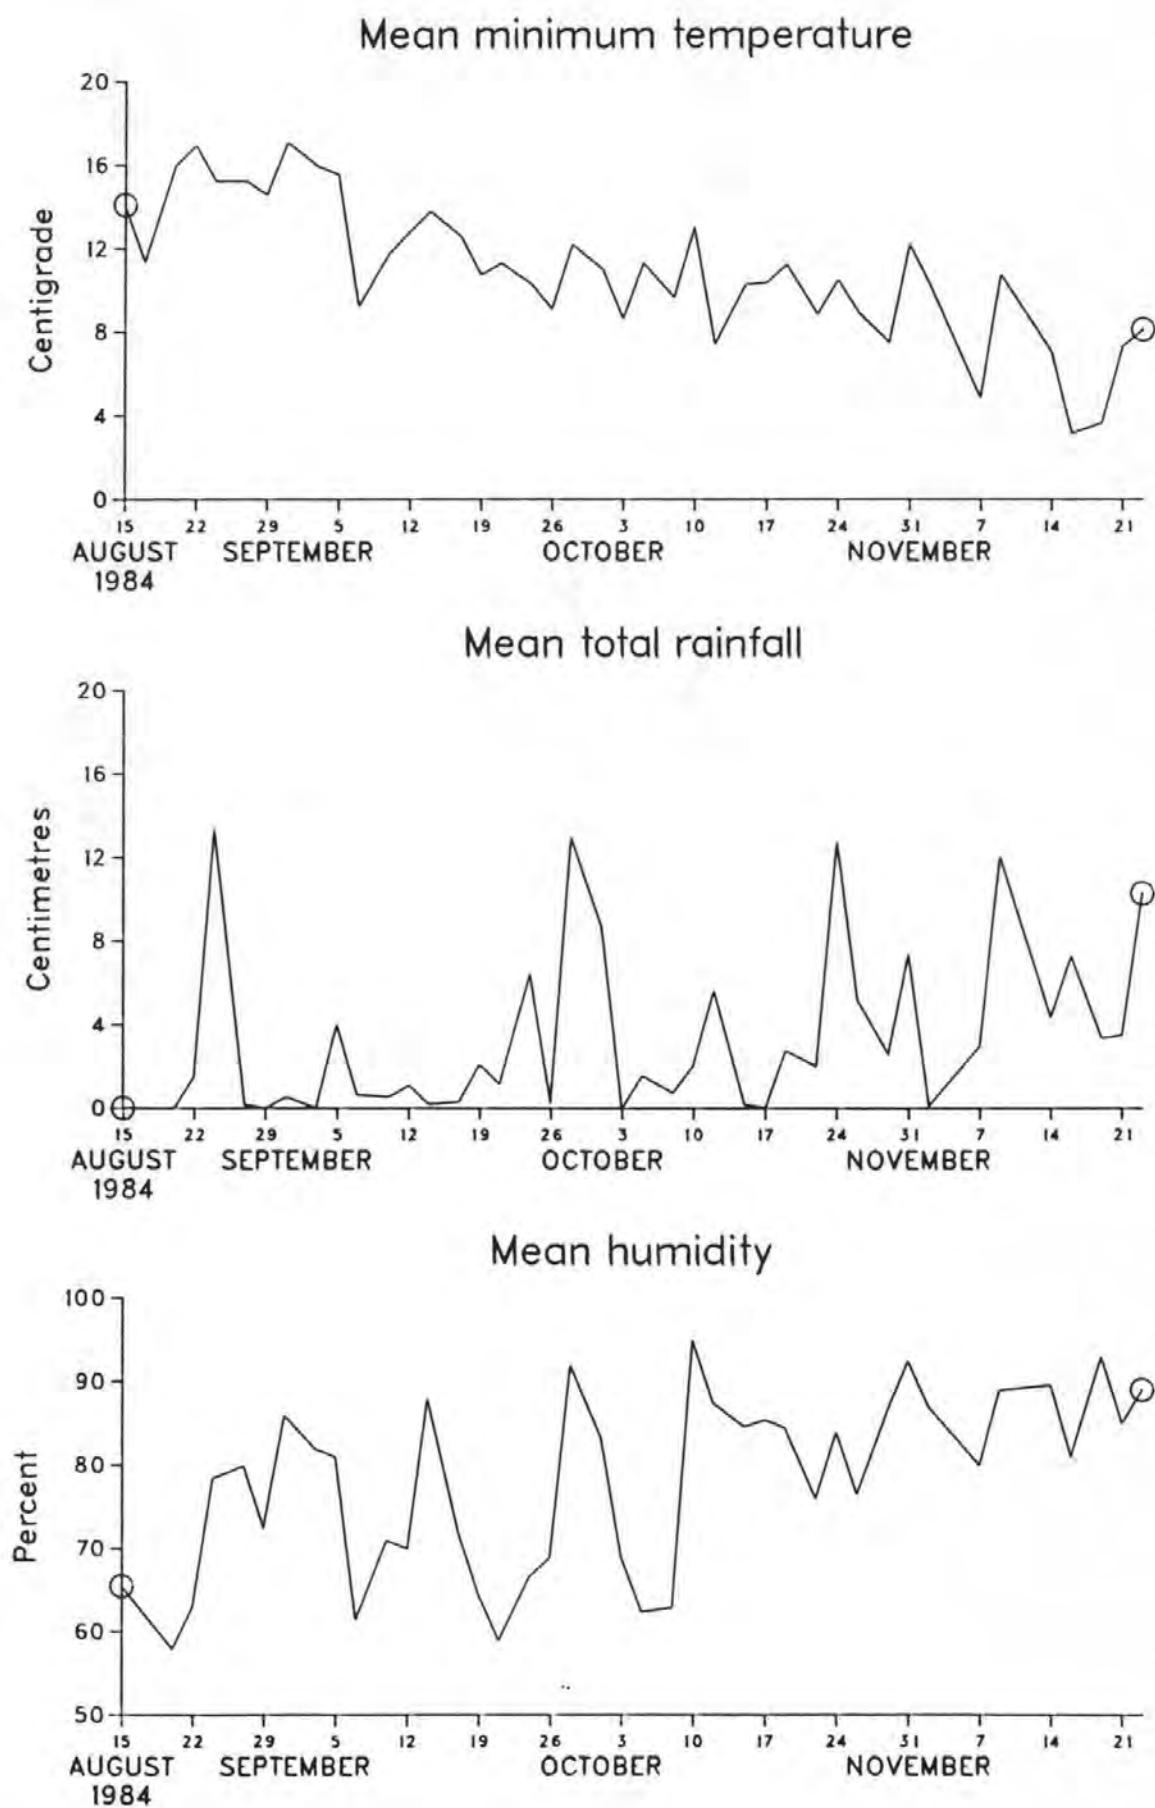 Mean minimum temperature
20
16
12
8
4
0
Centigrade
15 22 29 5 12 19 26 3 10 17 24 31 7 14 21
AUGUST SEPTEMBER OCTOBER NOVEMBER
1984
Mean total rainfall
20
16
12
8
4
0
Centimetres
15 22 29 5 12 19 26 3 10 17 24 31 7 14 21
AUGUST SEPTEMBER OCTOBER NOVEMBER
1984
Mean humidity
100
90
80
70
60
50
Percent
15 22 29 5 12 19 26 3 10 17 24 31 7 14 21
AUGUST SEPTEMBER OCTOBER NOVEMBER
1984